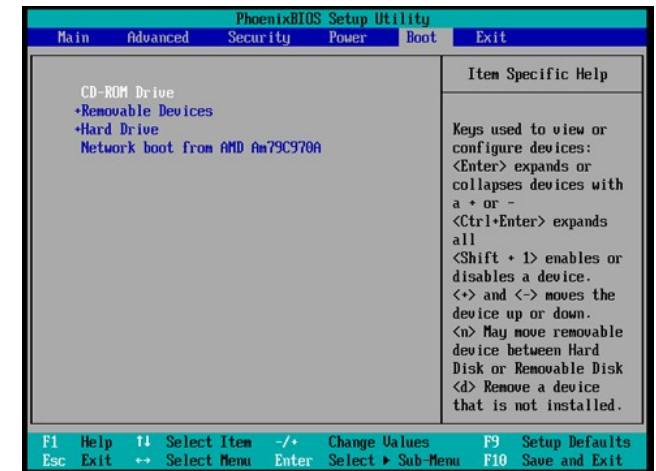 PhoenixBIOS Setup Utility
Main Advanced Security Power Boot Exit
CD-ROM Drive
+Removable Devices
+Hard Drive
Network boot from AMD Am79C970A
Item Specific Help
Keys used to view or
configure devices:
<Enter> expands or
collapses devices with
a + or -
<Ctrl+Enter> expands
all
<Shift + 1> enables or
disables a device.
<+> and <-> moves the
device up or down.
<n> May move removable
device between Hard
Disk or Removable Disk
<d> Remove a device
that is not installed.
F1 Help ↑↓ Select Item -/+ Change Values F9 Setup Defaults
Esc Exit ↔ Select Menu Enter Select ▶ Sub-Menu F10 Save and Exit